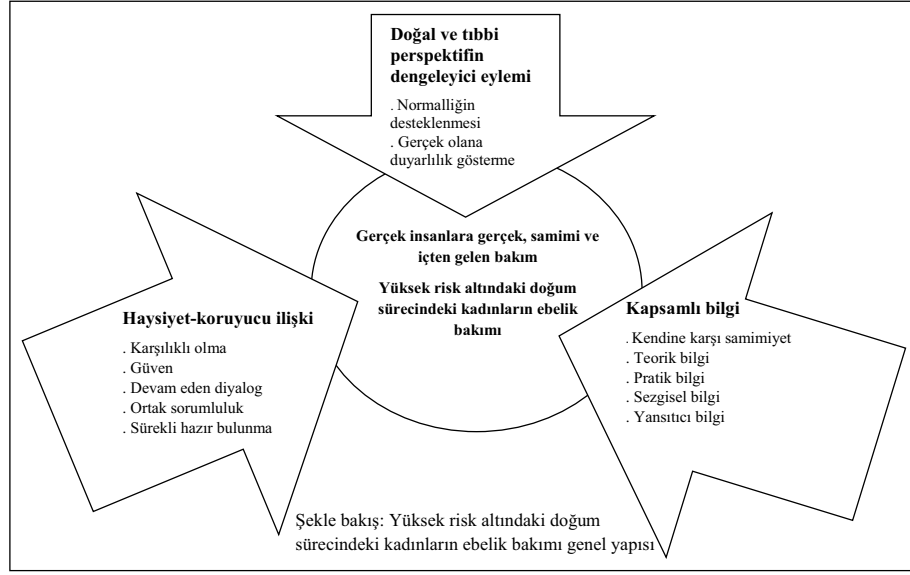 Doğal ve tıbbi
perspektifin
dengeleyici eylemi
. Normalliğin
desteklenmesi
. Gerçek olana
duyarlılık gösterme
Gerçek insanlara gerçek, samimi ve
içten gelen bakım
Yüksek risk altındaki doğum
sürecindeki kadınların ebelik
bakımı
Haysiyet-koruyucu ilişki
. Karşılıklı olma
. Güven
. Devam eden diyalog
. Ortak sorumluluk
. Sürekli hazır bulunma
Kapsamlı bilgi
. Kendine karşı samimiyet
. Teorik bilgi
. Pratik bilgi
. Sezgisel bilgi
. Yansıtıcı bilgi
Şekle bakış: Yüksek risk altındaki doğum
sürecindeki kadınların ebelik bakımı genel yapısı